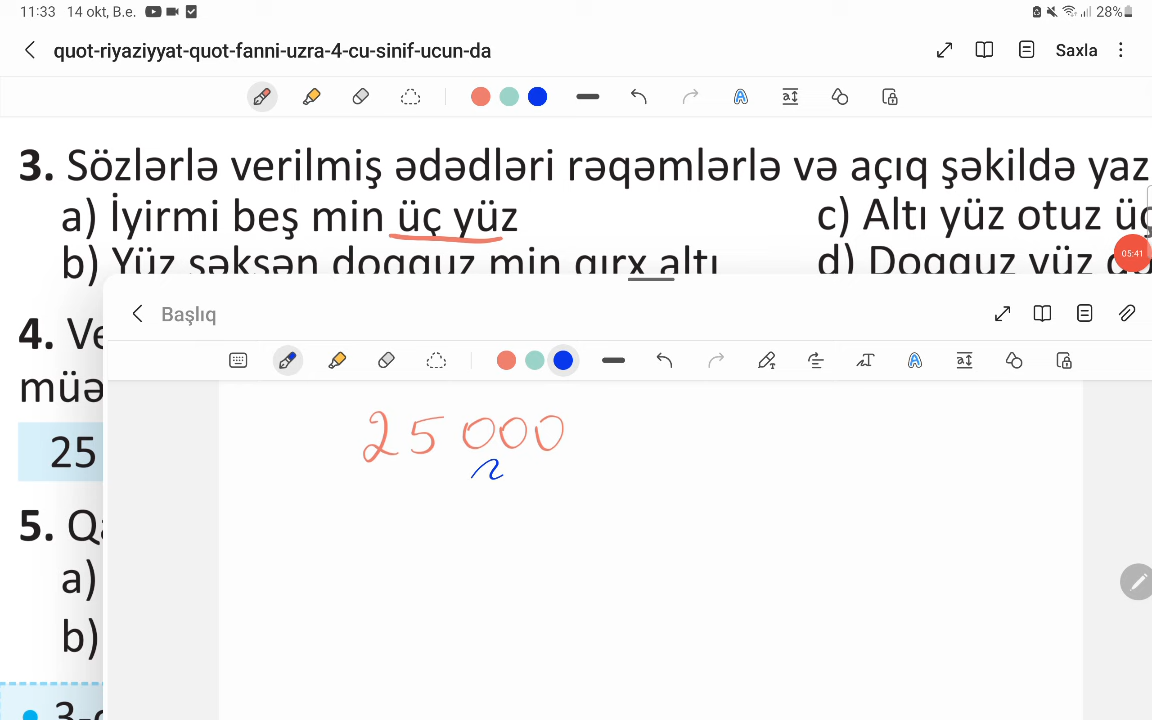 11:33 14 okt, B.e. 28%
quot-riyaziyyat-quot-fanni-uzra-4-cu-sinif-ucun-da Saxla
3. Sözlərlə verilmiş ədədləri rəqəmlərlə və açıq şəkildə yaz
a) İyirmi beş min üç yüz
c) Altı yüz otuz üç
b) Yüz səksən doqquz min qırx altı
d) Doqquz yüz
05:41
Başlıq
4. Ve
müə
25
25 000
5. Qa
a)
b)
3-c